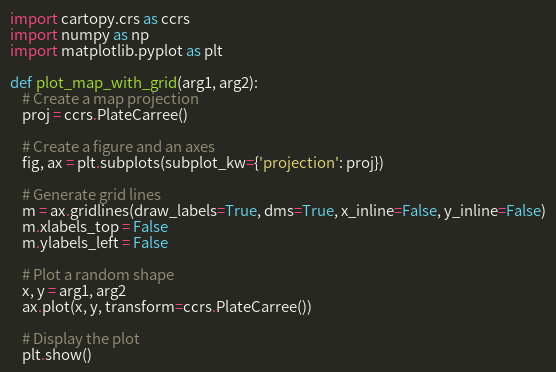 import cartopy.crs as ccrs
import numpy as np
import matplotlib.pyplot as plt

def plot_map_with_grid(arg1, arg2):
    # Create a map projection
    proj = ccrs.PlateCarree()

    # Create a figure and an axes
    fig, ax = plt.subplots(subplot_kw={'projection': proj})

    # Generate grid lines
    m = ax.gridlines(draw_labels=True, dms=True, x_inline=False, y_inline=False)
    m.xlabels_top = False
    m.ylabels_left = False

    # Plot a random shape
    x, y = arg1, arg2
    ax.plot(x, y, transform=ccrs.PlateCarree())

    # Display the plot
    plt.show()